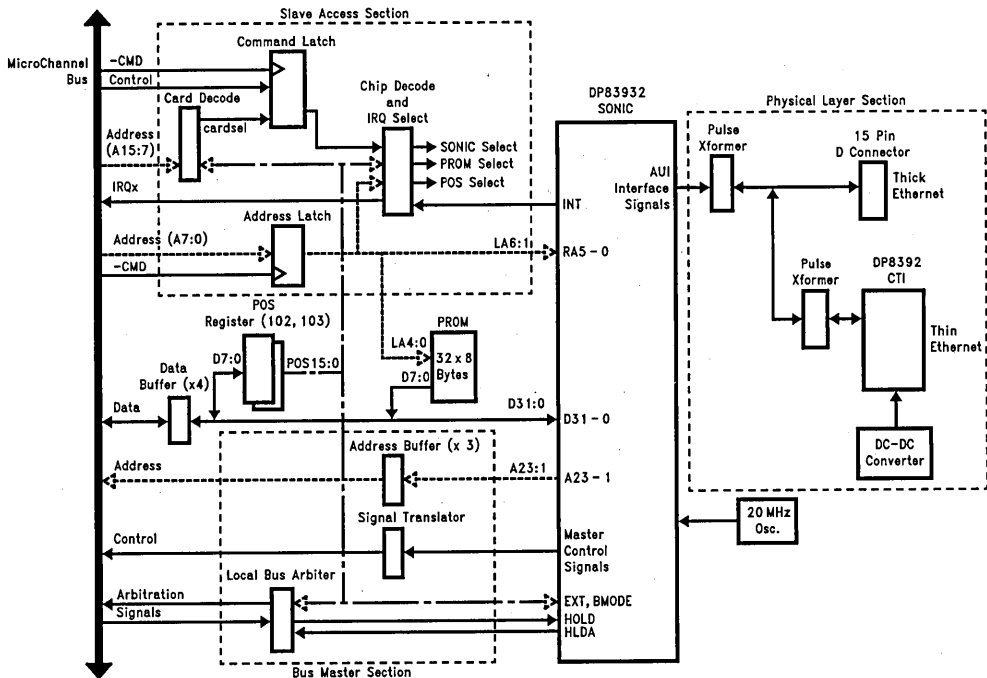 Slave Access Section
Command Latch
MicroChannel
Bus
-CMD
Control
Card Decode
cardsel
Chip Decode
and
IRQ Select
Address
(A15:7)
SONIC Select
PROM Select
POS Select
IRQx
INT
Address Latch
Address (A7:0)
LA6:1
RA5-0
-CMD
DP83932
SONIC
AUI
Interface
Signals
Physical Layer Section
Pulse
Xformer
15 Pin
D Connector
Thick
Ethernet
Pulse
Xformer
DP8392
CTI
Thin
Ethernet
DC-DC
Converter
POS
Register (102, 103)
D7:0
POS15:0
PROM
LA4:0
32 x 8
Bytes
D7:0
Data
Buffer (x4)
Data
D31:0
D31-0
Address Buffer (x 3)
Address
A23:1
A23-1
20 MHz
Osc.
Signal Translator
Control
Master
Control
Signals
Local Bus Arbiter
Arbitration
Signals
EXT, BMODE
HOLD
HLDA
Bus Master Section